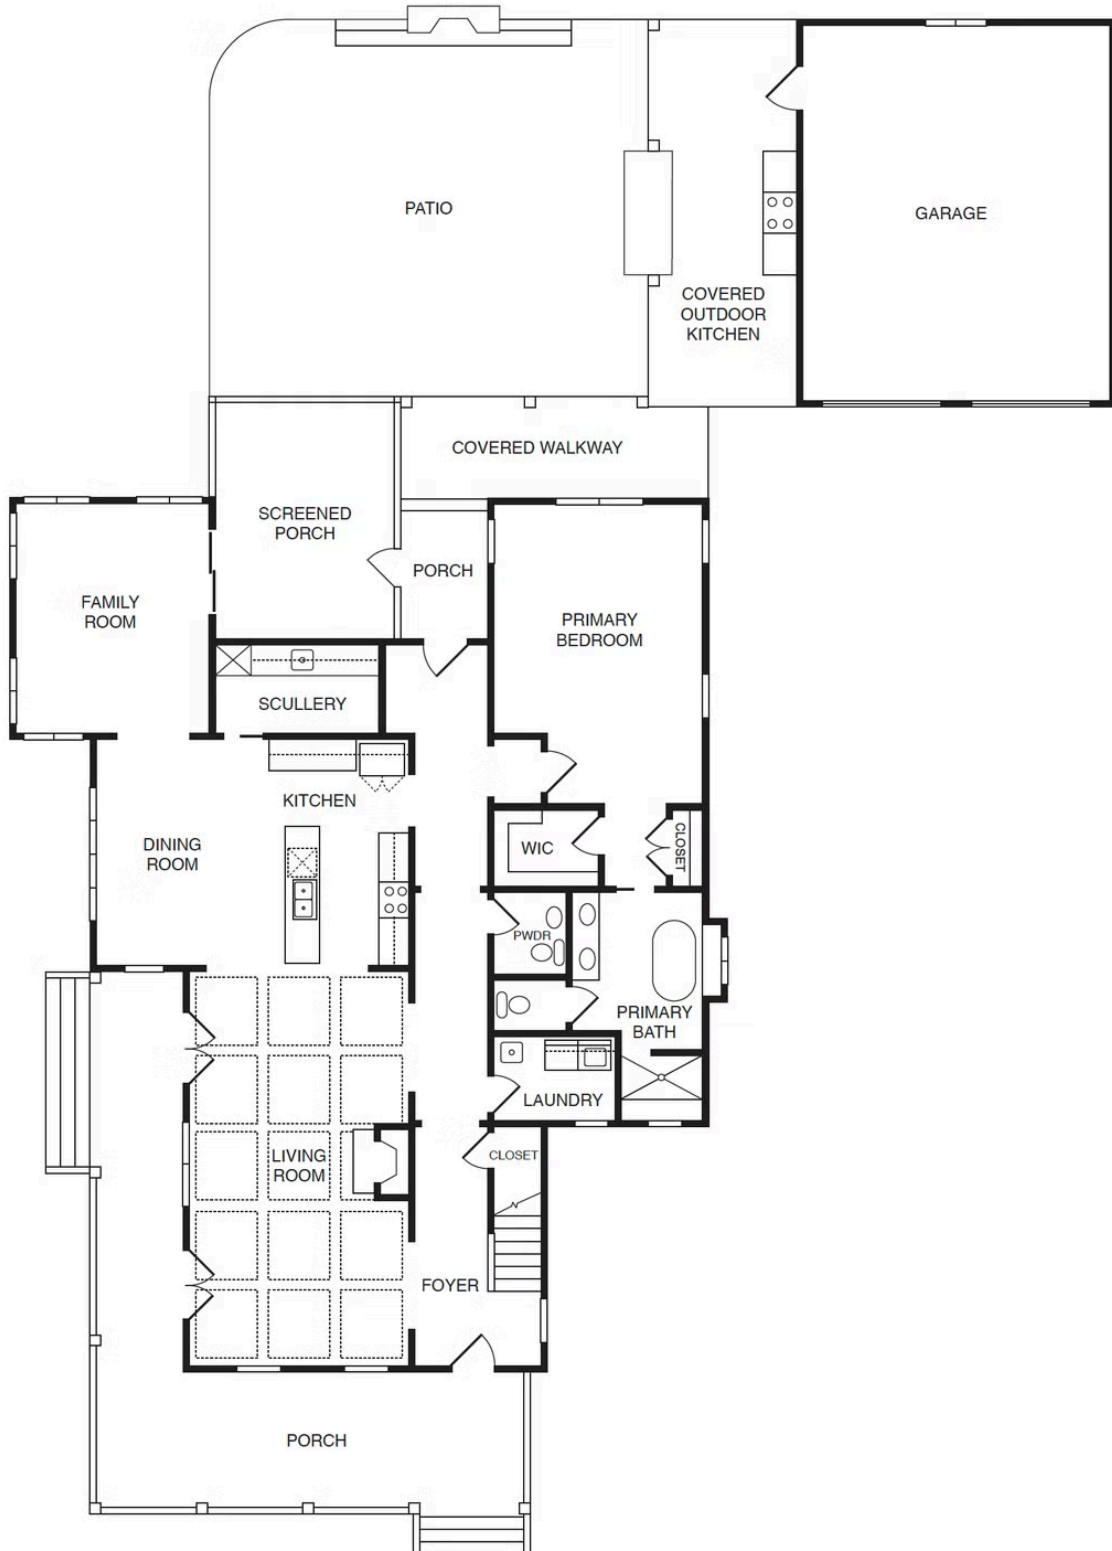 PATIO
GARAGE
COVERED
OUTDOOR
KITCHEN
COVERED WALKWAY
SCREENED
PORCH
PORCH
FAMILY
ROOM
PRIMARY
BEDROOM
SCULLERY
KITCHEN
DINING
ROOM
WIC
CLOSET
PWDR
PRIMARY
BATH
LAUNDRY
LIVING
ROOM
CLOSET
FOYER
PORCH